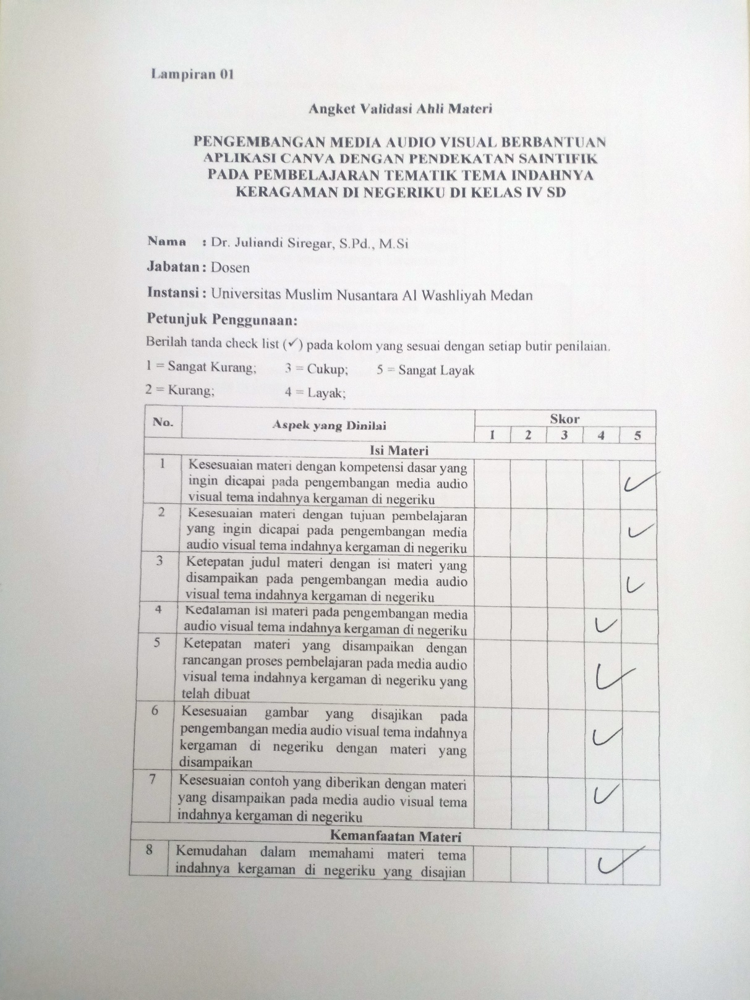 Lampiran 01
Angket Validasi Ahli Materi
PENGEMBANGAN MEDIA AUDIO VISUAL BERBANTUAN
APLIKASI CANVA DENGAN PENDEKATAN SAINTIFIK
PADA PEMBELAJARAN TEMATIK TEMA INDAHNYA
KERAGAMAN DI NEGERIKU DI KELAS IV SD
Nama : Dr. Juliandi Siregar, S.Pd., M.Si
Jabatan : Dosen
Instansi : Universitas Muslim Nusantara Al Washliyah Medan
Petunjuk Penggunaan:
Berilah tanda check list (✓) pada kolom yang sesuai dengan setiap butir penilaian.
1 = Sangat Kurang; 3 = Cukup; 5 = Sangat Layak
2 = Kurang; 4 = Layak;
No. Aspek yang Dinilai Skor
1 2 3 4 5
Isi Materi
1 Kesesuaian materi dengan kompetensi dasar yang
ingin dicapai pada pengembangan media audio ✓
visual tema indahnya kergaman di negeriku
2 Kesesuaian materi dengan tujuan pembelajaran
yang ingin dicapai pada pengembangan media ✓
audio visual tema indahnya kergaman di negeriku
3 Ketepatan judul materi dengan isi materi yang
disampaikan pada pengembangan media audio ✓
visual tema indahnya kergaman di negeriku
4 Kedalaman isi materi pada pengembangan media
audio visual tema indahnya kergaman di negeriku ✓
5 Ketepatan materi yang disampaikan dengan
rancangan proses pembelajaran pada media audio
visual tema indahnya kergaman di negeriku yang ✓
telah dibuat
6 Kesesuaian gambar yang disajikan pada
pengembangan media audio visual tema indahnya ✓
kergaman di negeriku dengan materi yang
disampaikan
7 Kesesuaian contoh yang diberikan dengan materi
yang disampaikan pada media audio visual tema ✓
indahnya kergaman di negeriku
Kemanfaatan Materi
8 Kemudahan dalam memahami materi tema
indahnya kergaman di negeriku yang disajian ✓